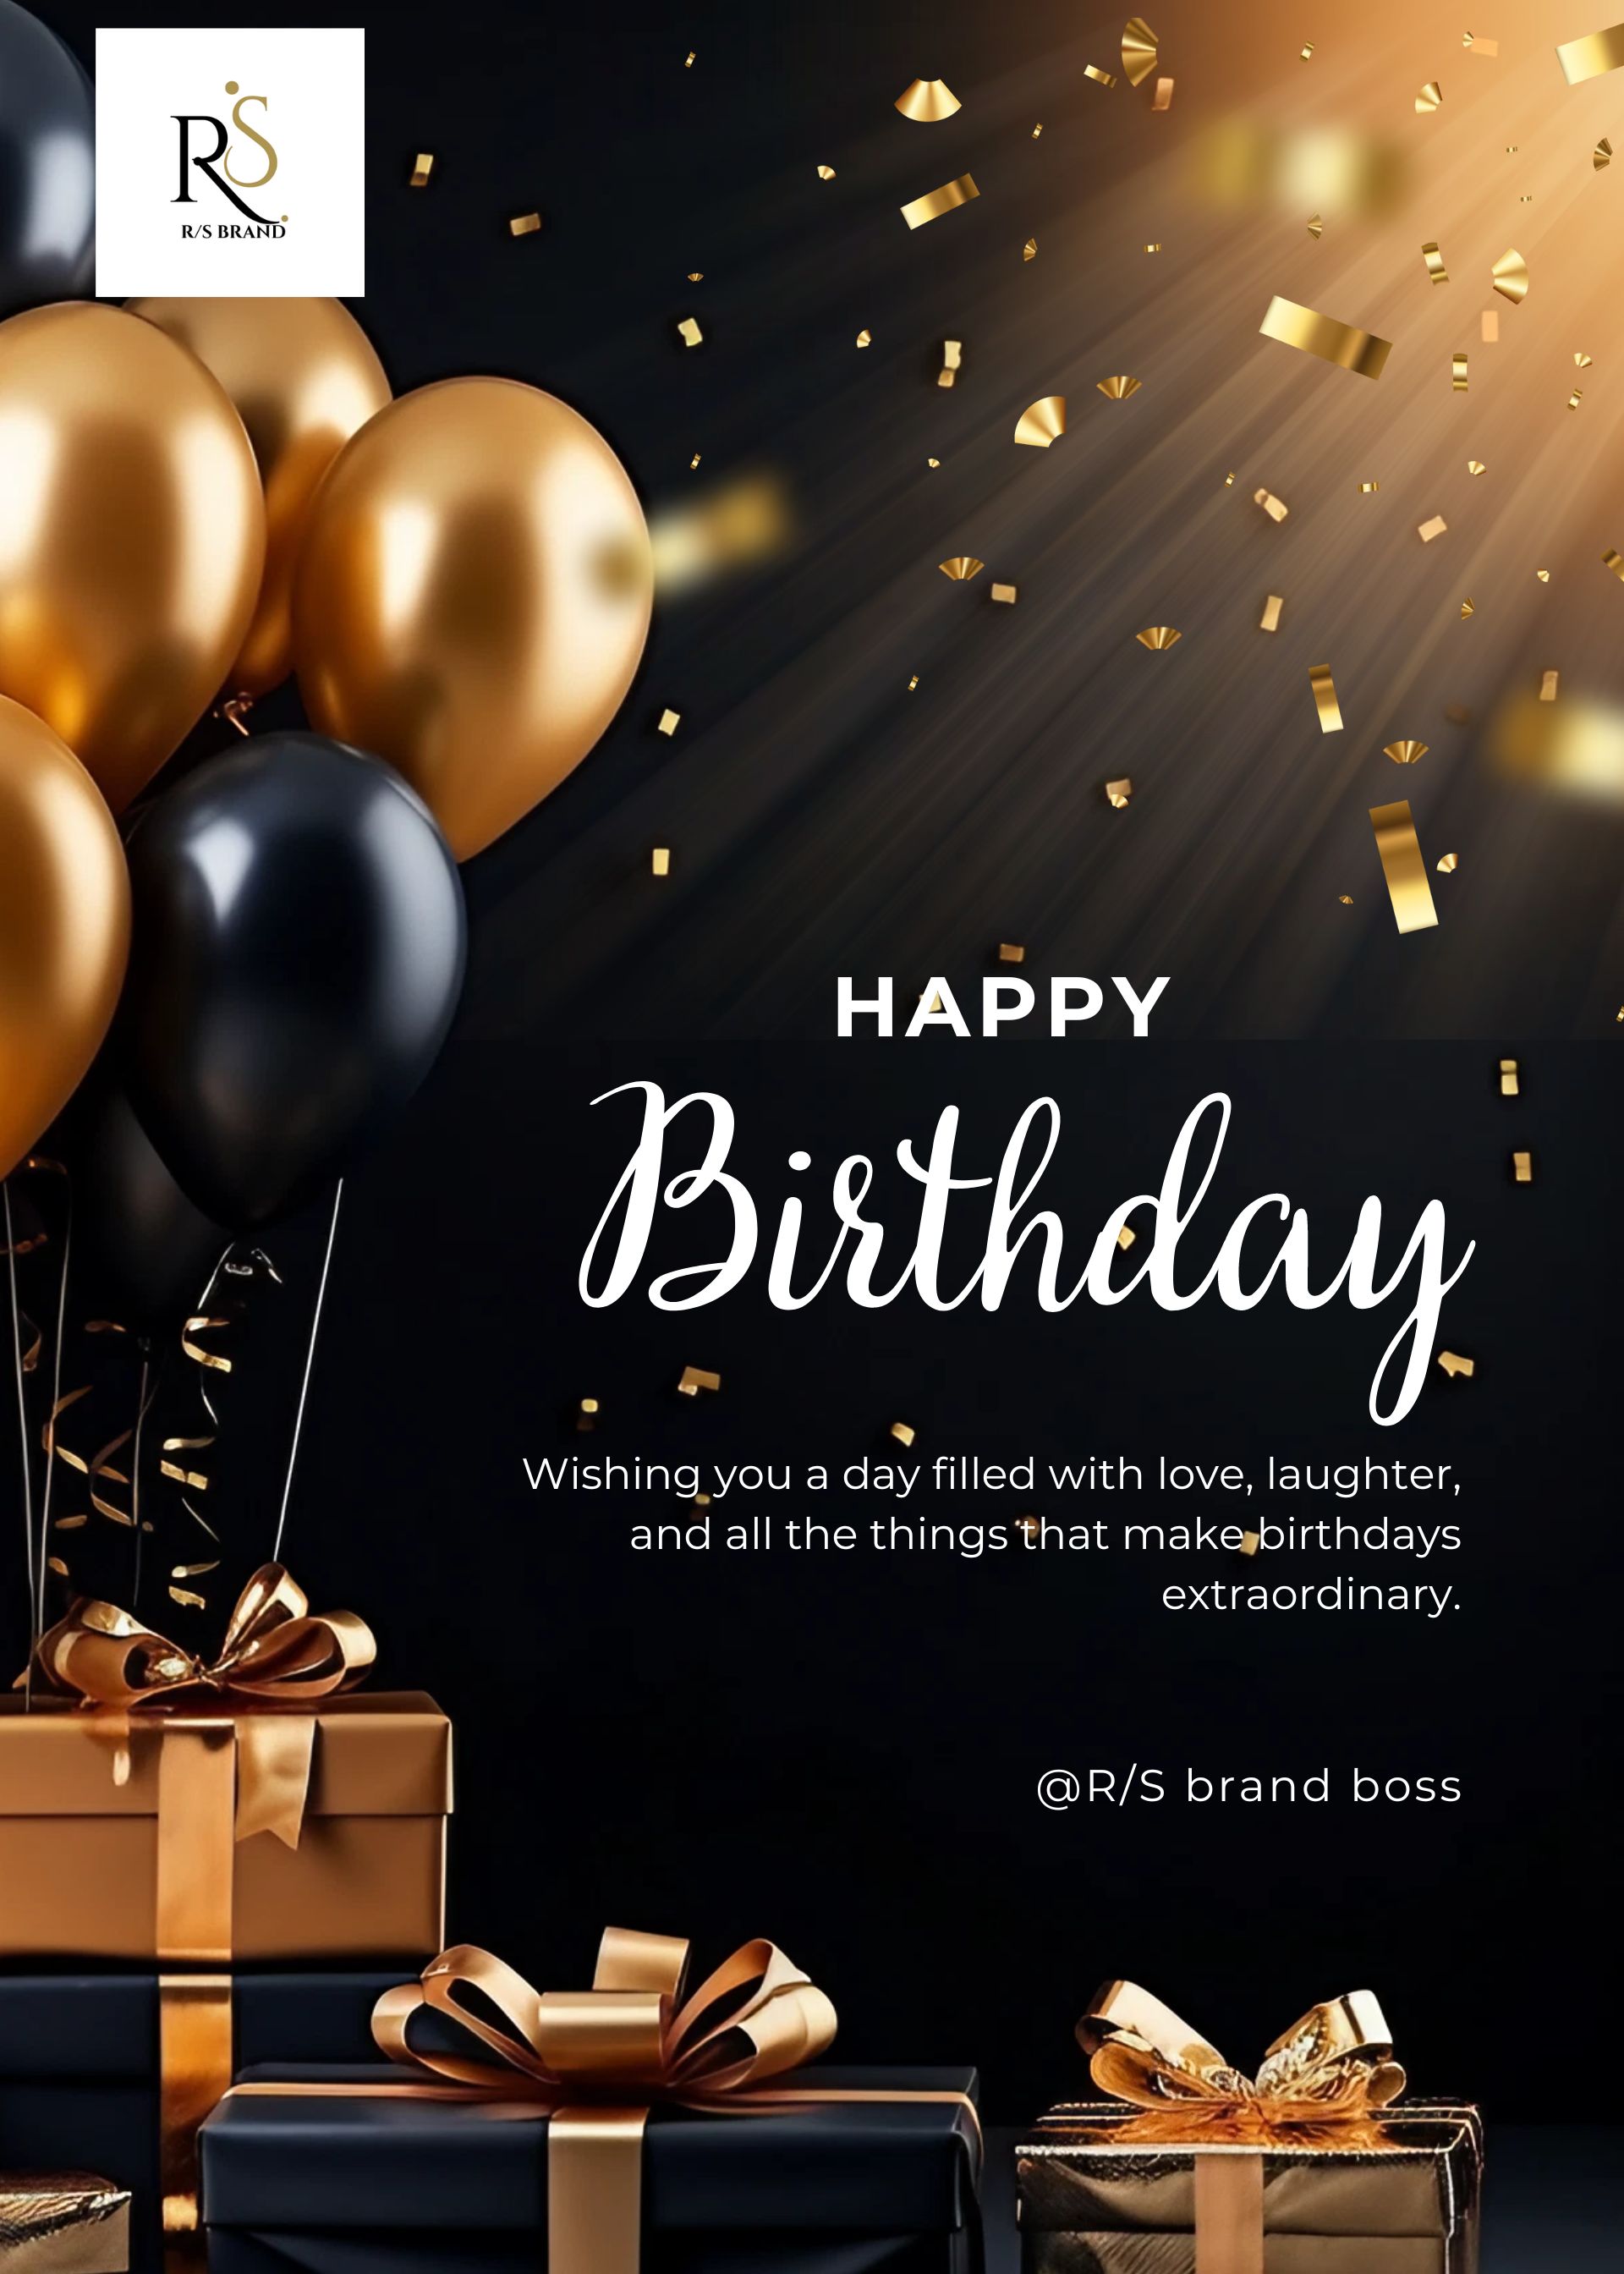 RS
R/S BRAND
HAPPY
Birthday
Wishing you a day filled with love, laughter,
and all the things that make birthdays
extraordinary.
@R/S brand boss